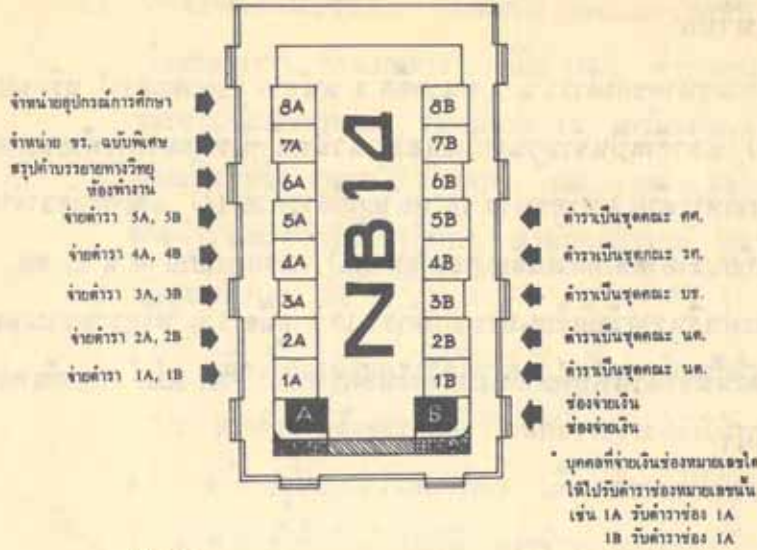 จำหน่ายอุปกรณ์การศึกษา
จำหน่าย ชร. ฉบับพิเศษ
สรุปคำบรรยายทางวิทยุ
ห้องทำงาน
จ่ายตำรา 5A, 5B
จ่ายตำรา 4A, 4B
จ่ายตำรา 3A, 3B
จ่ายตำรา 2A, 2B
จ่ายตำรา 1A, 1B
8A
7A
6A
5A
4A
3A
2A
1A
A
NB14
8B
7B
6B
5B
4B
3B
2B
1B
B
ตำราเป็นชุดคณะ ศศ.
ตำราเป็นชุดคณะ รศ.
ตำราเป็นชุดคณะ บธ.
ตำราเป็นชุดคณะ นศ.
ตำราเป็นชุดคณะ นต.
ช่องจ่ายเงิน
ช่องจ่ายเงิน
บุคคลที่จ่ายเงินช่องหมายเลขใด
ให้ไปรับตำราช่องหมายเลขนั้น
เช่น 1A รับตำราช่อง 1A
1B รับตำราช่อง 1A